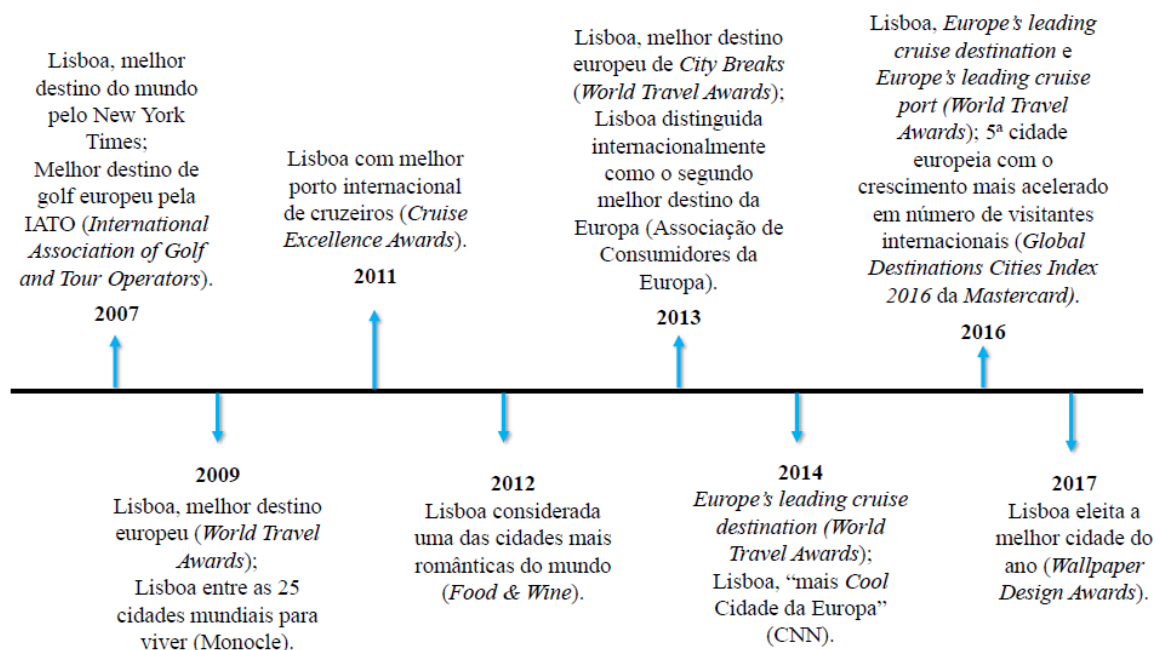 Lisboa, melhor
destino do mundo
pelo New York
Times;
Melhor destino de
golf europeu pela
IATO (International
Association of Golf
and Tour Operators).
2007
Lisboa com melhor
porto internacional
de cruzeiros (Cruise
Excellence Awards).
2011
Lisboa, melhor destino
europeu de City Breaks
(World Travel Awards);
Lisboa distinguida
internacionalmente
como o segundo
melhor destino da
Europa (Associação de
Consumidores da
Europa).
2013
Lisboa, Europe’s leading
cruise destination e
Europe’s leading cruise
port (World Travel
Awards); 5ª cidade
europeia com o
crescimento mais acelerado
em número de visitantes
internacionais (Global
Destinations Cities Index
2016 da Mastercard).
2016
2009
Lisboa, melhor destino
europeu (World Travel
Awards);
Lisboa entre as 25
cidades mundiais para
viver (Monocle).
2012
Lisboa considerada
uma das cidades mais
românticas do mundo
(Food & Wine).
2014
Europe’s leading cruise
destination (World
Travel Awards);
Lisboa, “mais Cool
Cidade da Europa”
(CNN).
2017
Lisboa eleita a
melhor cidade do
ano (Wallpaper
Design Awards).